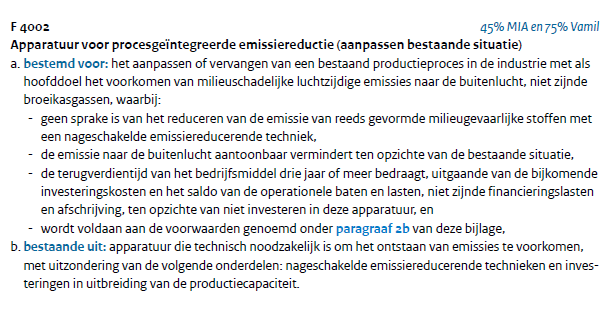 F 4002 45% MIA en 75% Vamil
Apparatuur voor procesgeïntegreerde emissiereductie (aanpassen bestaande situatie)
a. bestemd voor: het aanpassen of vervangen van een bestaand productieproces in de industrie met als
hoofddoel het voorkomen van milieuschadelijke luchtzijdige emissies naar de buitenlucht, niet zijnde
broeikasgassen, waarbij:
- geen sprake is van het reduceren van de emissie van reeds gevormde milieugevaarlijke stoffen met
een nageschakelde emissiereducerende techniek,
- de emissie naar de buitenlucht aantoonbaar vermindert ten opzichte van de bestaande situatie,
- de terugverdientijd van het bedrijfsmiddel drie jaar of meer bedraagt, uitgaande van de bijkomende
investeringskosten en het saldo van de operationele baten en lasten, niet zijnde financieringslasten
en afschrijving, ten opzichte van niet investeren in deze apparatuur, en
- wordt voldaan aan de voorwaarden genoemd onder paragraaf 2b van deze bijlage,
b. bestaande uit: apparatuur die technisch noodzakelijk is om het ontstaan van emissies te voorkomen,
met uitzondering van de volgende onderdelen: nageschakelde emissiereducerende technieken en inves-
teringen in uitbreiding van de productiecapaciteit.